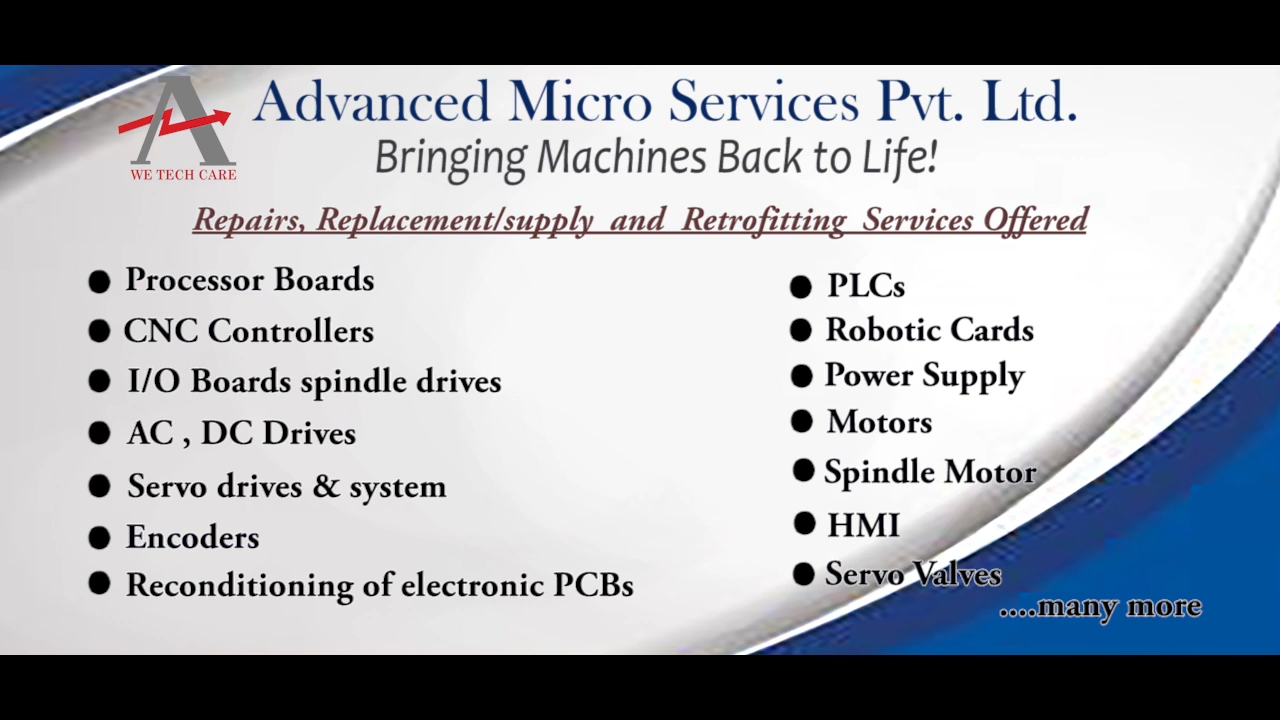 Advanced Micro Services Pvt. Ltd.
WE TECH CARE
Bringing Machines Back to Life!
Repairs, Replacement/supply and Retrofitting Services Offered
Processor Boards
CNC Controllers
I/O Boards spindle drives
AC , DC Drives
Servo drives & system
Encoders
Reconditioning of electronic PCBs
PLCs
Robotic Cards
Power Supply
Motors
Spindle Motor
HMI
Servo Valves
....many more